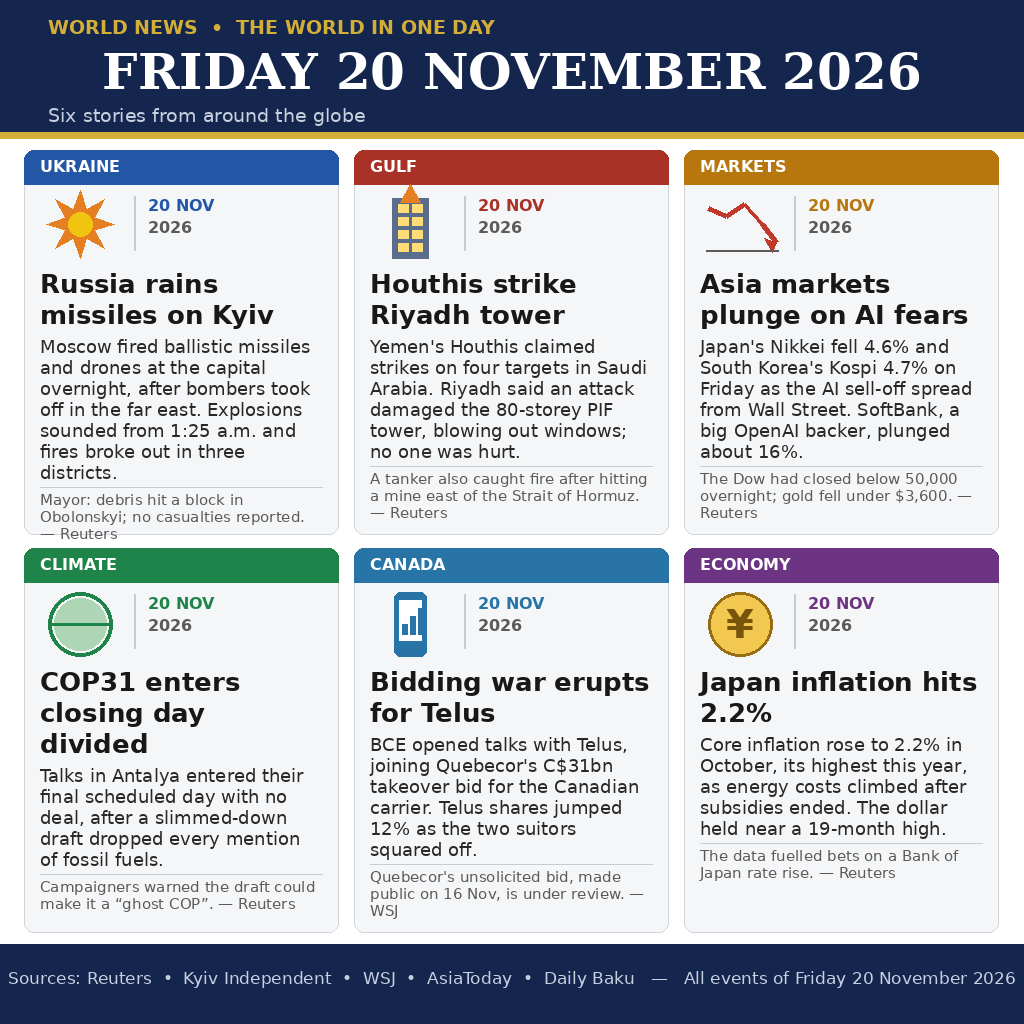 WORLD NEWS • THE WORLD IN ONE DAY
FRIDAY 20 NOVEMBER 2026
Six stories from around the globe
UKRAINE
20 NOV
2026
Russia rains
missiles on Kyiv
Moscow fired ballistic missiles
and drones at the capital
overnight, after bombers took
off in the far east. Explosions
sounded from 1:25 a.m. and
fires broke out in three
districts.
Mayor: debris hit a block in
Obolonskyi; no casualties reported.
— Reuters
GULF
20 NOV
2026
Houthis strike
Riyadh tower
Yemen's Houthis claimed
strikes on four targets in Saudi
Arabia. Riyadh said an attack
damaged the 80-storey PIF
tower, blowing out windows;
no one was hurt.
A tanker also caught fire after hitting
a mine east of the Strait of Hormuz.
— Reuters
MARKETS
20 NOV
2026
Asia markets
plunge on AI fears
Japan's Nikkei fell 4.6% and
South Korea's Kospi 4.7% on
Friday as the AI sell-off spread
from Wall Street. SoftBank, a
big OpenAI backer, plunged
about 16%.
The Dow had closed below 50,000
overnight; gold fell under $3,600. —
Reuters
CLIMATE
20 NOV
2026
COP31 enters
closing day
divided
Talks in Antalya entered their
final scheduled day with no
deal, after a slimmed-down
draft dropped every mention
of fossil fuels.
Campaigners warned the draft could
make it a “ghost COP”. — Reuters
CANADA
20 NOV
2026
Bidding war erupts
for Telus
BCE opened talks with Telus,
joining Quebecor's C$31bn
takeover bid for the Canadian
carrier. Telus shares jumped
12% as the two suitors
squared off.
Quebecor's unsolicited bid, made
public on 16 Nov, is under review. —
WSJ
ECONOMY
¥
20 NOV
2026
Japan inflation hits
2.2%
Core inflation rose to 2.2% in
October, its highest this year,
as energy costs climbed after
subsidies ended. The dollar
held near a 19-month high.
The data fuelled bets on a Bank of
Japan rate rise. — Reuters
Sources: Reuters • Kyiv Independent • WSJ • AsiaToday • Daily Baku — All events of Friday 20 November 2026